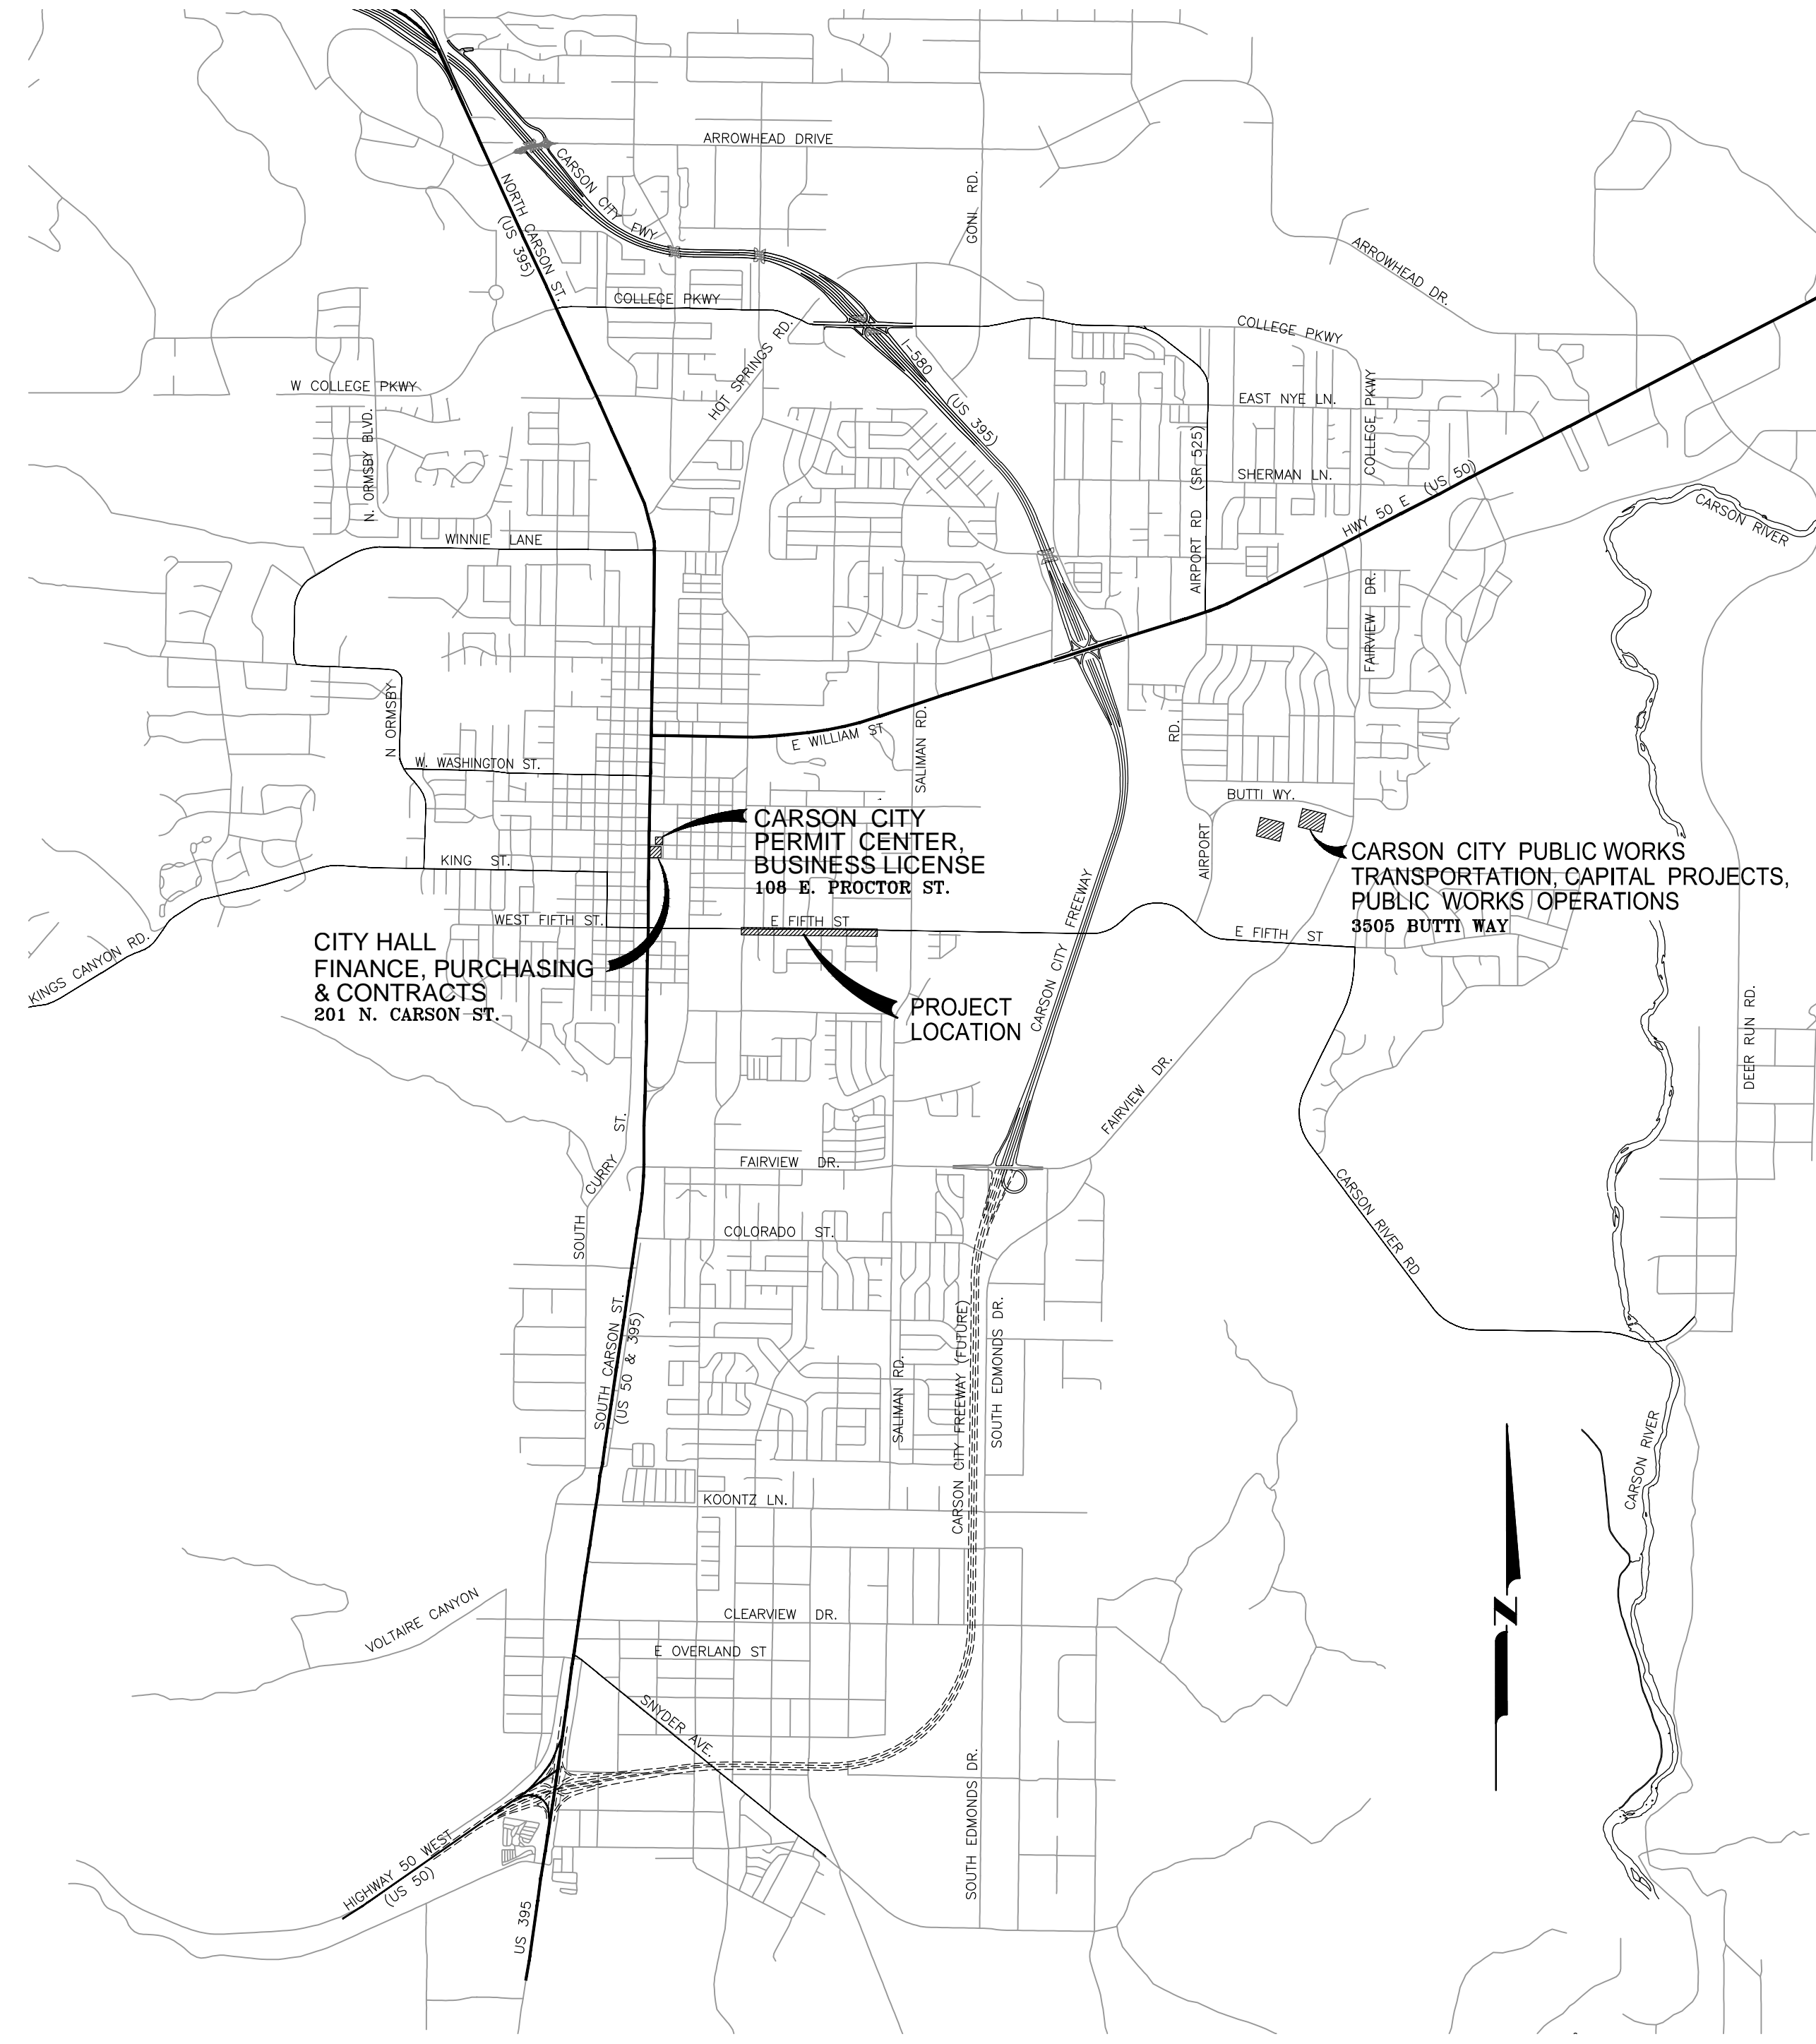 ARROWHEAD DRIVE
CARSON CITY FWY
NORTH CARSON ST.
(US 395)
GONI RD.
ARROWHEAD DR.
COLLEGE PKWY
HOT SPRINGS RD.
I-580
(US 395)
COLLEGE PKWY
W COLLEGE PKWY
N. ORMSBY BLVD.
EAST NYE LN.
COLLEGE PKWY
AIRPORT RD (SR 525)
SHERMAN LN.
HWY 50 E (US 50)
CARSON RIVER
WINNIE LANE
FAIRVIEW DR.
N ORMSBY
E WILLIAM ST
SALIMAN RD.
RD.
AIRPORT
W. WASHINGTON ST.
BUTTI WY.
CARSON CITY
PERMIT CENTER,
BUSINESS LICENSE
108 E. PROCTOR ST.
CARSON CITY PUBLIC WORKS
TRANSPORTATION, CAPITAL PROJECTS,
PUBLIC WORKS OPERATIONS
3505 BUTTI WAY
KING ST.
WEST FIFTH ST.
E FIFTH ST
E FIFTH ST
KINGS CANYON RD.
CITY HALL
FINANCE, PURCHASING
& CONTRACTS
201 N. CARSON ST.
PROJECT
LOCATION
CARSON CITY FREEWAY
DEER RUN RD.
FAIRVIEW DR.
SOUTH CURRY ST.
FAIRVIEW DR.
CARSON RIVER RD
COLORADO ST.
SOUTH CARSON ST.
(US 50 & 395)
SALIMAN RD.
CARSON CITY FREEWAY (FUTURE)
SOUTH EDMONDS DR.
CARSON RIVER
KOONTZ LN.
VOLTAIRE CANYON
CLEARVIEW DR.
E OVERLAND ST
N
SNYDER AVE.
SOUTH EDMONDS DR.
HIGHWAY 50 WEST
(US 50)
US 395